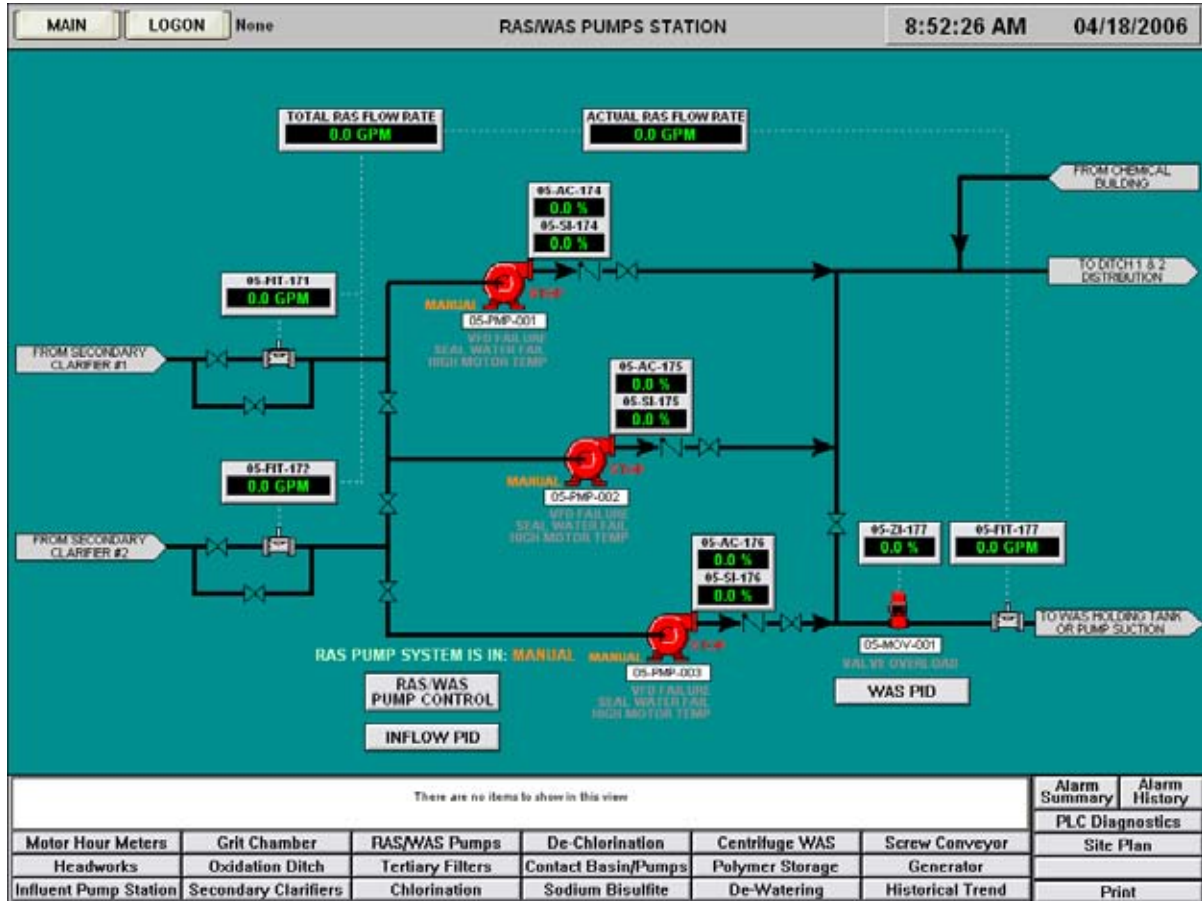 MAIN
LOGON
None
RAS/WAS PUMPS STATION
8:52:26 AM
04/18/2006
TOTAL RAS FLOW RATE
0.0 GPM
ACTUAL RAS FLOW RATE
0.0 GPM
FROM CHEMICAL
BUILDING
05-AC-174
0.0 %
05-SI-174
0.0 %
TO DITCH 1 & 2
DISTRIBUTION
05-FIT-171
0.0 GPM
MANUAL
STOP
05-PMP-001
VFD FAILURE
SEAL WATER FAIL
HIGH MOTOR TEMP
FROM SECONDARY
CLARIFIER #1
05-AC-175
0.0 %
05-SI-175
0.0 %
05-FIT-172
0.0 GPM
MANUAL
STOP
05-PMP-002
VFD FAILURE
SEAL WATER FAIL
HIGH MOTOR TEMP
FROM SECONDARY
CLARIFIER #2
05-AC-176
0.0 %
05-SI-176
0.0 %
05-ZI-177
0.0 %
05-FIT-177
0.0 GPM
TO WAS HOLDING TANK
OR PUMP SUCTION
RAS PUMP SYSTEM IS IN: MANUAL
MANUAL
STOP
05-PMP-003
VFD FAILURE
SEAL WATER FAIL
HIGH MOTOR TEMP
05-MOV-001
VALVE OVERLOAD
RAS/WAS
PUMP CONTROL
WAS PID
INFLOW PID
There are no items to show in this view
Alarm
Summary
Alarm
History
PLC Diagnostics
Motor Hour Meters
Grit Chamber
RAS/WAS Pumps
De-Chlorination
Centrifuge WAS
Screw Conveyor
Site Plan
Headworks
Oxidation Ditch
Tertiary Filters
Contact Basin/Pumps
Polymer Storage
Generator
Influent Pump Station
Secondary Clarifiers
Chlorination
Sodium Bisulfite
De-Watering
Historical Trend
Print